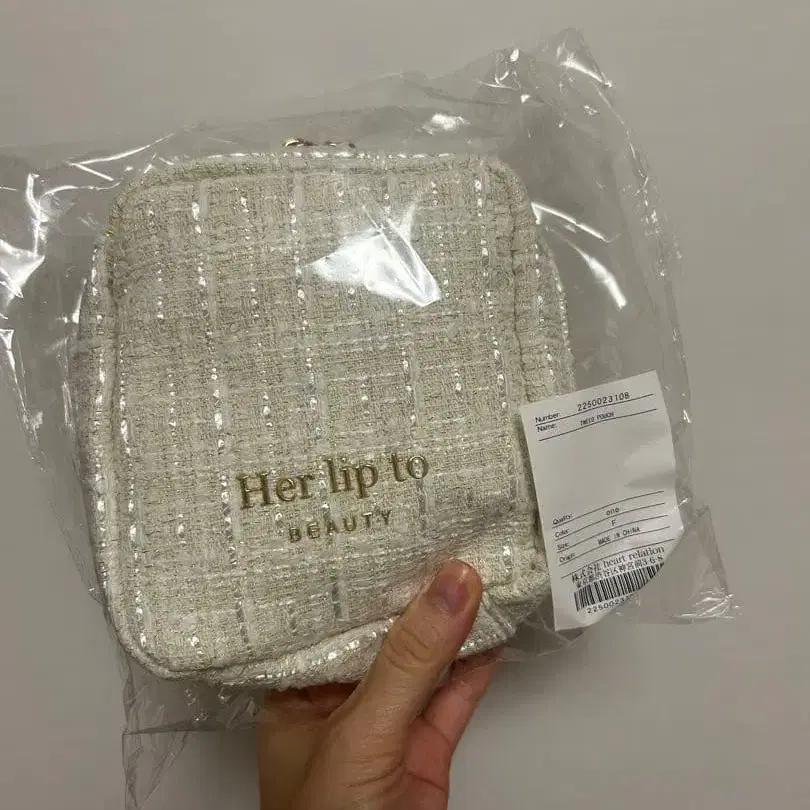 Her lip to
BEAUTY
Number: 2250023108
Name: TWEED POUCH
Quality:
Color: one
Size: F
Origin: MADE IN CHINA
株式会社 heart relation